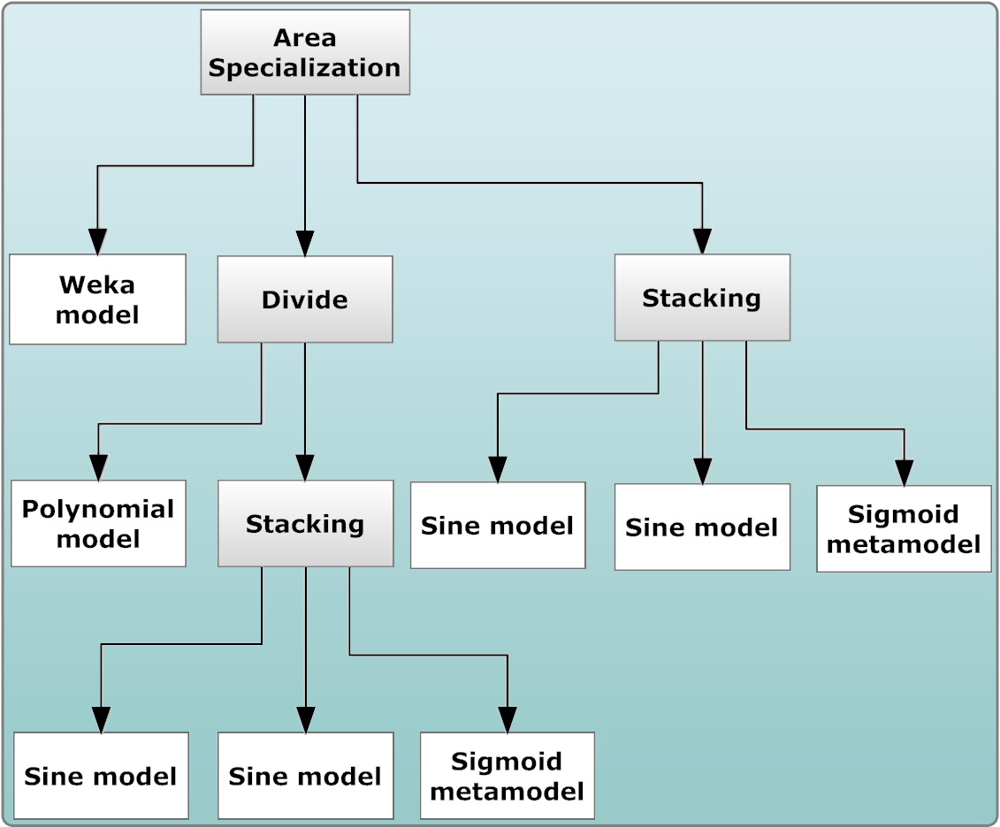 Area
Specialization
Weka
model
Divide
Stacking
Polynomial
model
Stacking
Sine model
Sine model
Sigmoid
metamodel
Sine model
Sine model
Sigmoid
metamodel